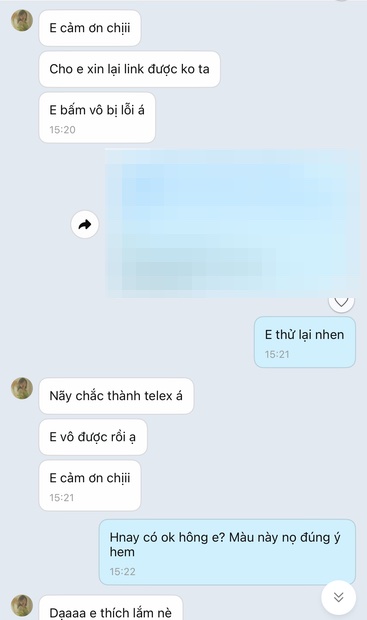 E cảm ơn chịii
Cho e xin lại link được ko ta
E bấm vô bị lỗi á
15:20
E thử lại nhen
15:21
Nãy chắc thành telex á
E vô được rồi ạ
E cảm ơn chịii
15:21
Hnay có ok hông e? Màu này nọ đúng ý
hem
15:22
Dạaaa e thích lắm nè